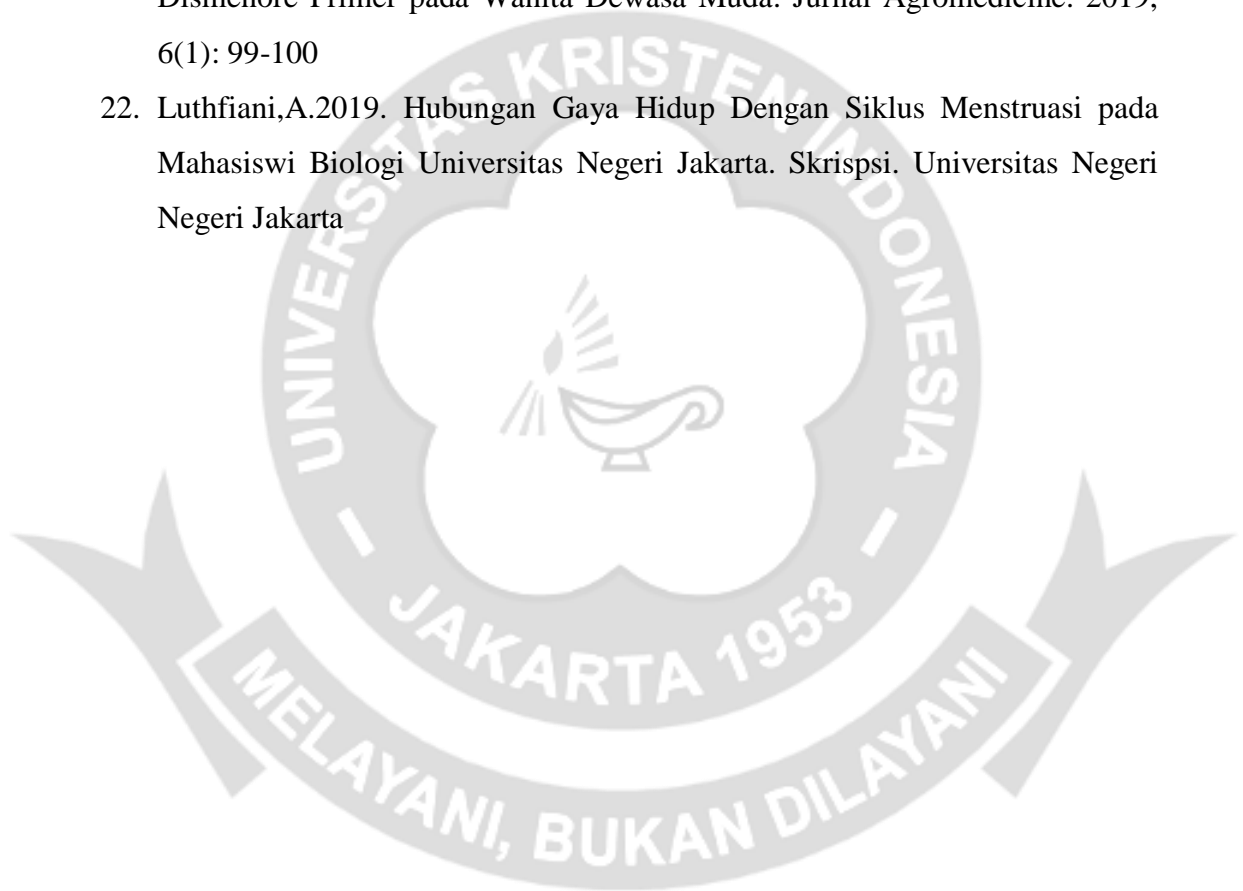 Dismenore Primer pada Wanita Dewasa Muda. Jurnal Agromedicine. 2019;
6(1): 99-100
22. Luthfiani,A.2019. Hubungan Gaya Hidup Dengan Siklus Menstruasi pada
Mahasiswi Biologi Universitas Negeri Jakarta. Skrispsi. Universitas Negeri
Negeri Jakarta
UNIVERSITAS KRISTEN INDONESIA
- JAKARTA 1953 -
MELAYANI, BUKAN DILAYANI